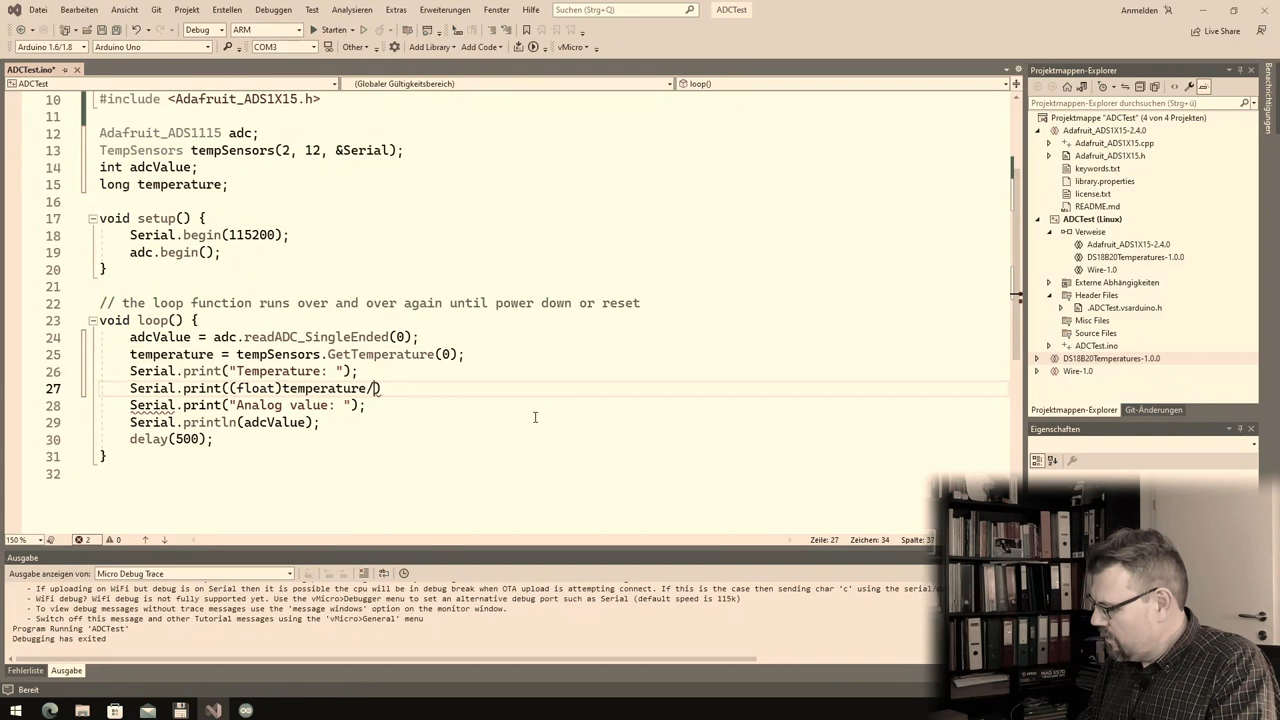 Datei Bearbeiten Ansicht Git Projekt Erstellen Debuggen Test Analysieren Extras Erweiterungen Fenster Hilfe Suchen (Strg+Q) ADCTest Anmelden
Debug ARM Starten Live Share
Arduino 1.6/1.8 Arduino Uno COM3 Other Add Library Add Code vMicro
ADCTest.ino*
ADCTest (Globaler Gültigkeitsbereich) loop()
10 #include <Adafruit_ADS1X15.h>
11
12 Adafruit_ADS1115 adc;
13 TempSensors tempSensors(2, 12, &Serial);
14 int adcValue;
15 long temperature;
16
17 void setup() {
18 Serial.begin(115200);
19 adc.begin();
20 }
21
22 // the loop function runs over and over again until power down or reset
23 void loop() {
24 adcValue = adc.readADC_SingleEnded(0);
25 temperature = tempSensors.GetTemperature(0);
26 Serial.print("Temperature: ");
27 Serial.print((float)temperature/)
28 Serial.print("Analog value: ");
29 Serial.println(adcValue);
30 delay(500);
31 }
32
150 % 2 0 Zeile: 27 Zeichen: 34 Spalte: 37
Ausgabe
Ausgabe anzeigen von: Micro Debug Trace
- If uploading on WiFi but debug is on Serial then it is possible the cpu will be in debug break when OTA upload is attempting connect. If this is the case then sending char 'c' using the serial/
- WiFi debug? Wifi debug is not fully supported yet. Use the vMicro>Debugger menu to set an alternative debug port such as Serial (default speed is 115k)
- To view debug messages without trace messages use the 'message windows' option on the monitor window.
- Switch off this message and other Tutorial messages using the 'vMicro>General' menu
Program Running 'ADCTest'
Debugging has exited
Fehlerliste Ausgabe
Bereit
Projektmappen-Explorer
Projektmappen-Explorer durchsuchen (Strg+ü)
Projektmappe "ADCTest" (4 von 4 Projekten)
Adafruit_ADS1X15-2.4.0
Adafruit_ADS1X15.cpp
Adafruit_ADS1X15.h
keywords.txt
library.properties
license.txt
README.md
ADCTest (Linux)
Verweise
Adafruit_ADS1X15-2.4.0
DS18B20Temperatures-1.0.0
Wire-1.0
Externe Abhängigkeiten
Header Files
.ADCTest.vsarduino.h
Misc Files
Source Files
ADCTest.ino
DS18B20Temperatures-1.0.0
Wire-1.0
Projektmappen-Explorer Git-Änderungen
Eigenschaften
Benachrichtigungen